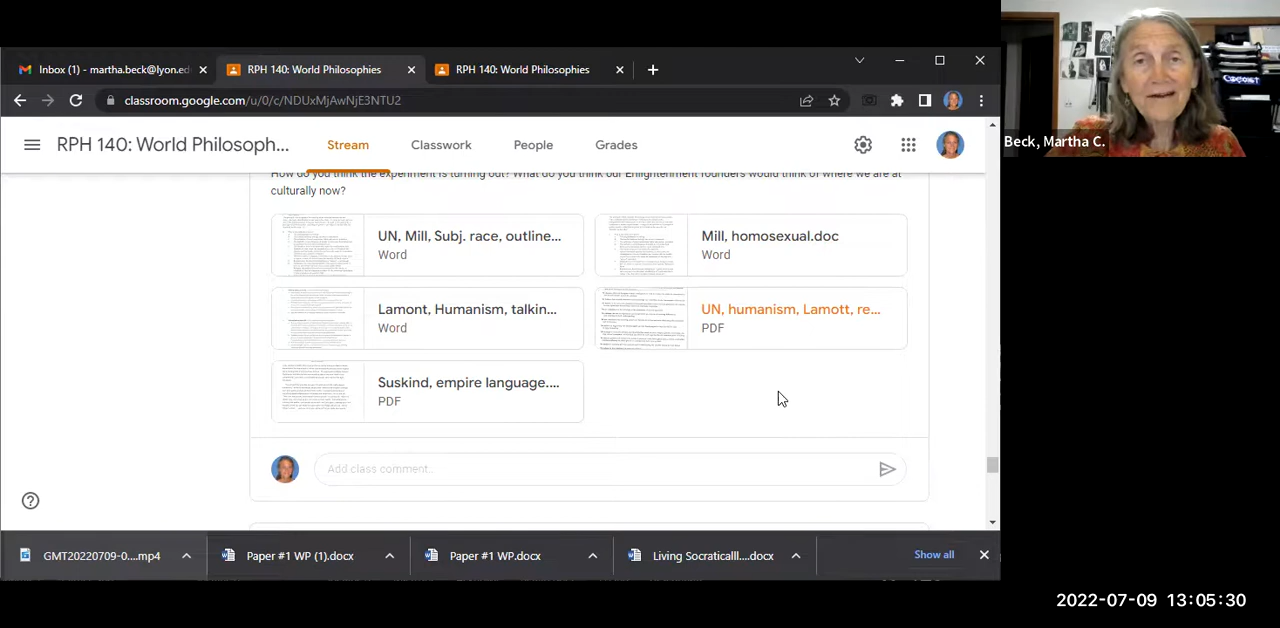 Inbox (1) - martha.beck@lyon.ed
RPH 140: World Philosophies
RPH 140: World Philosophies
classroom.google.com/u/0/c/NDUxMjAwNjE3NTU2
RPH 140: World Philosoph...
Stream
Classwork
People
Grades
Beck, Martha C.
How do you think the experiment is turning out? What do you think our Enlightenment founders would think of where we are at
culturally now?
UN, Mill, Subj, race, outline...
Word
Mill, homosexual.doc
Word
Lamont, Humanism, talkin...
Word
UN, humanism, Lamott, re...
PDF
Suskind, empire language....
PDF
Add class comment...
GMT20220709-0....mp4
Paper #1 WP (1).docx
Paper #1 WP.docx
Living Socraticalll....docx
Show all
2022-07-09 13:05:30